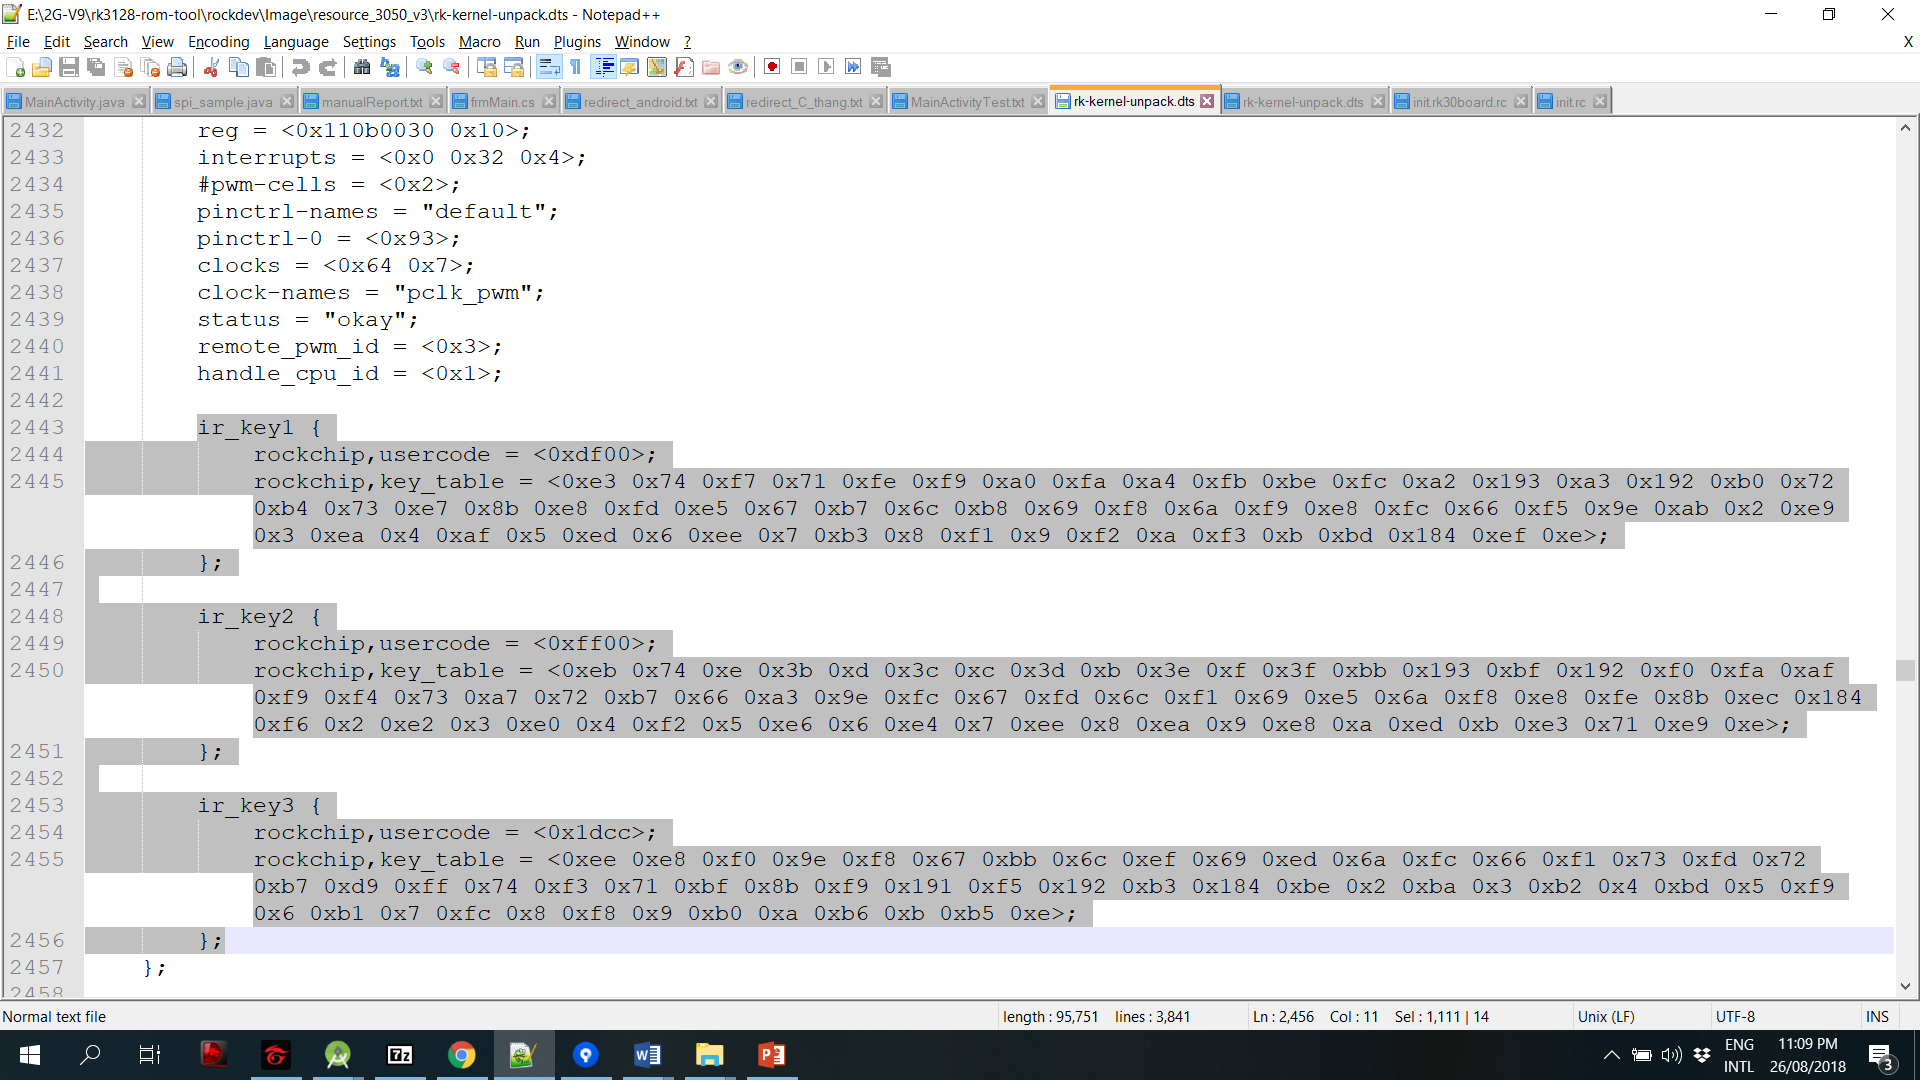 E:\2G-V9\rk3128-rom-tool\rockdev\Image\resource_3050_v3\rk-kernel-unpack.dts - Notepad++
File Edit Search View Encoding Language Settings Tools Macro Run Plugins Window ? X
MainActivity.java spi_sample.java manualReport.txt frmMain.cs redirect_android.txt redirect_C_thang.txt MainActivityTest.txt rk-kernel-unpack.dts rk-kernel-unpack.dts init.rk30board.rc init.rc
2432 reg = <0x110b0030 0x10>;
2433 interrupts = <0x0 0x32 0x4>;
2434 #pwm-cells = <0x2>;
2435 pinctrl-names = "default";
2436 pinctrl-0 = <0x93>;
2437 clocks = <0x64 0x7>;
2438 clock-names = "pclk_pwm";
2439 status = "okay";
2440 remote_pwm_id = <0x3>;
2441 handle_cpu_id = <0x1>;
2442
2443 ir_key1 {
2444 rockchip,usercode = <0xdf00>;
2445 rockchip,key_table = <0xe3 0x74 0xf7 0x71 0xfe 0xf9 0xa0 0xfa 0xa4 0xfb 0xbe 0xfc 0xa2 0x193 0xa3 0x192 0xb0 0x72
0xb4 0x73 0xe7 0x8b 0xe8 0xfd 0xe5 0x67 0xb7 0x6c 0xb8 0x69 0xf8 0x6a 0xf9 0xe8 0xfc 0x66 0xf5 0x9e 0xab 0x2 0xe9
0x3 0xea 0x4 0xaf 0x5 0xed 0x6 0xee 0x7 0xb3 0x8 0xf1 0x9 0xf2 0xa 0xf3 0xb 0xbd 0x184 0xef 0xe>;
2446 };
2447
2448 ir_key2 {
2449 rockchip,usercode = <0xff00>;
2450 rockchip,key_table = <0xeb 0x74 0xe 0x3b 0xd 0x3c 0xc 0x3d 0xb 0x3e 0xf 0x3f 0xbb 0x193 0xbf 0x192 0xf0 0xfa 0xaf
0xf9 0xf4 0x73 0xa7 0x72 0xb7 0x66 0xa3 0x9e 0xfc 0x67 0xfd 0x6c 0xf1 0x69 0xe5 0x6a 0xf8 0xe8 0xfe 0x8b 0xec 0x184
0xf6 0x2 0xe2 0x3 0xe0 0x4 0xf2 0x5 0xe6 0x6 0xe4 0x7 0xee 0x8 0xea 0x9 0xe8 0xa 0xed 0xb 0xe3 0x71 0xe9 0xe>;
2451 };
2452
2453 ir_key3 {
2454 rockchip,usercode = <0x1dcc>;
2455 rockchip,key_table = <0xee 0xe8 0xf0 0x9e 0xf8 0x67 0xbb 0x6c 0xef 0x69 0xed 0x6a 0xfc 0x66 0xf1 0x73 0xfd 0x72
0xb7 0xd9 0xff 0x74 0xf3 0x71 0xbf 0x8b 0xf9 0x191 0xf5 0x192 0xb3 0x184 0xbe 0x2 0xba 0x3 0xb2 0x4 0xbd 0x5 0xf9
0x6 0xb1 0x7 0xfc 0x8 0xf8 0x9 0xb0 0xa 0xb6 0xb 0xb5 0xe>;
2456 };
2457 };
2458
Normal text file length : 95,751 lines : 3,841 Ln : 2,456 Col : 11 Sel : 1,111 | 14 Unix (LF) UTF-8 INS
ENG 11:09 PM
INTL 26/08/2018 3